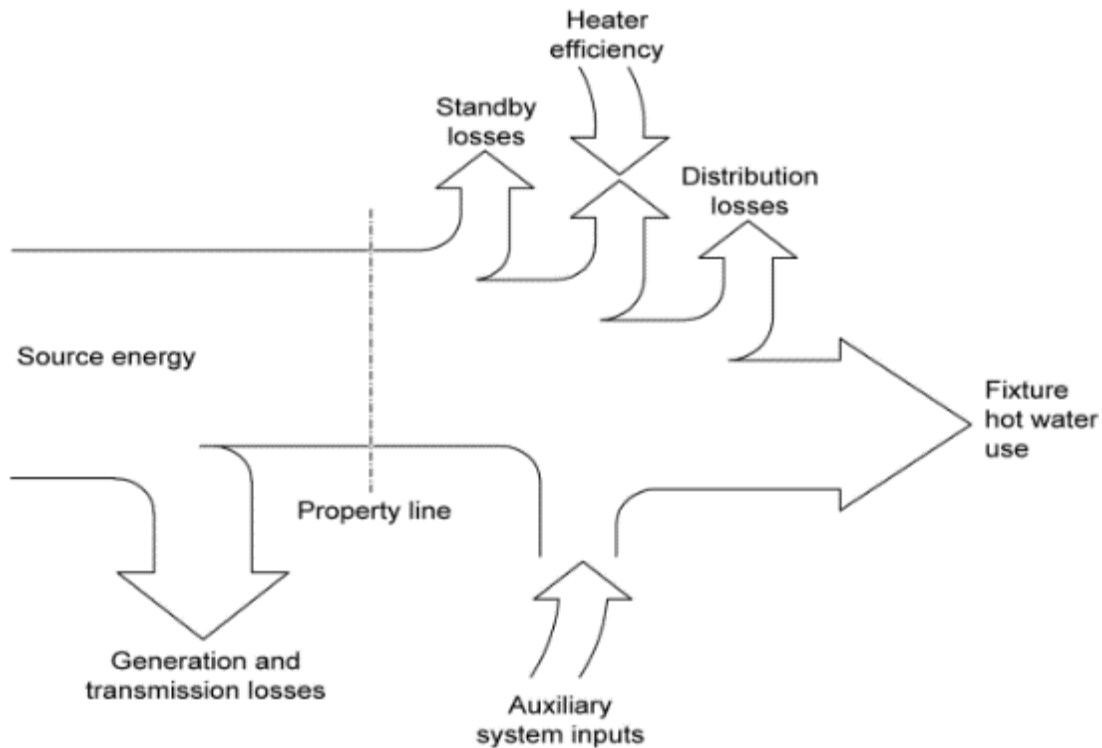 Heater
efficiency
Standby
losses
Distribution
losses
Source energy
Fixture
hot water
use
Property line
Generation and
transmission losses
Auxiliary
system inputs